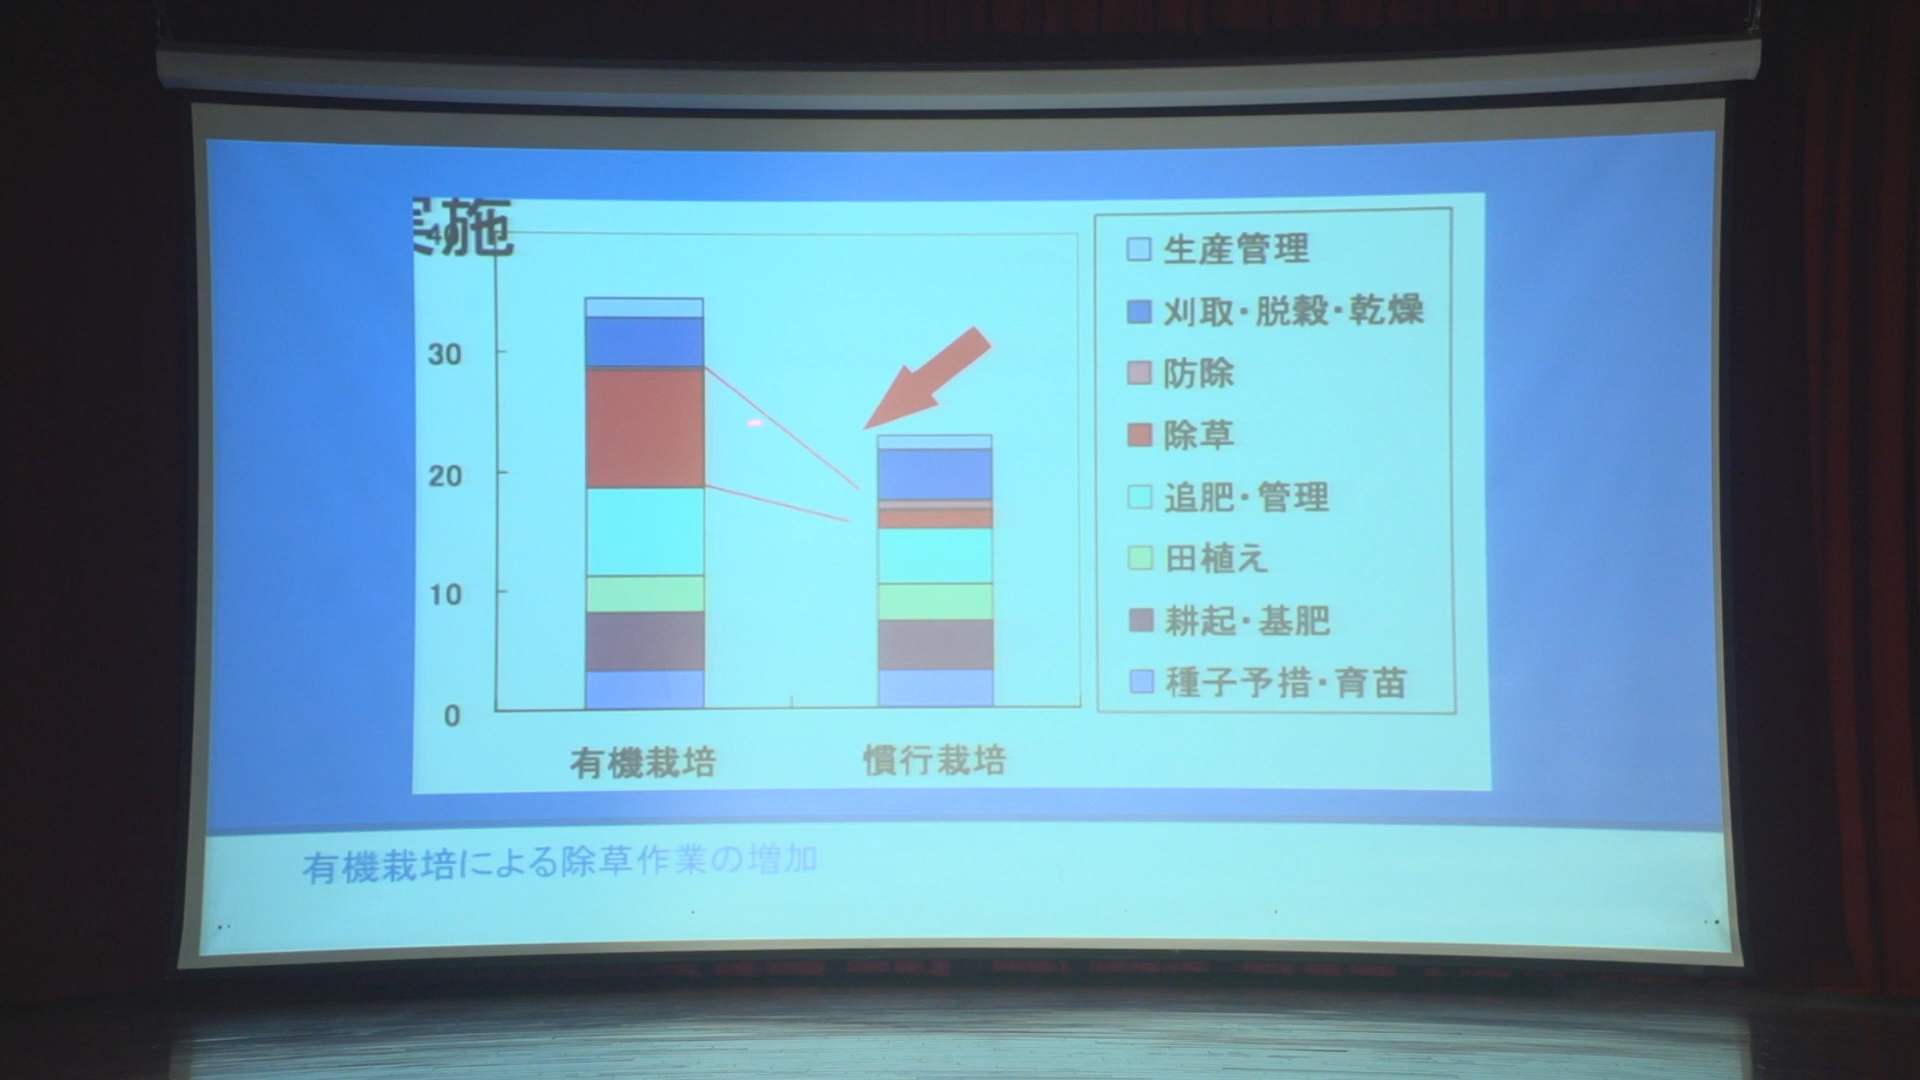 実施
40
30
20
10
0
有機栽培
慣行栽培
生産管理
刈取・脱穀・乾燥
防除
除草
追肥・管理
田植え
耕起・基肥
種子予措・育苗
有機栽培による除草作業の増加